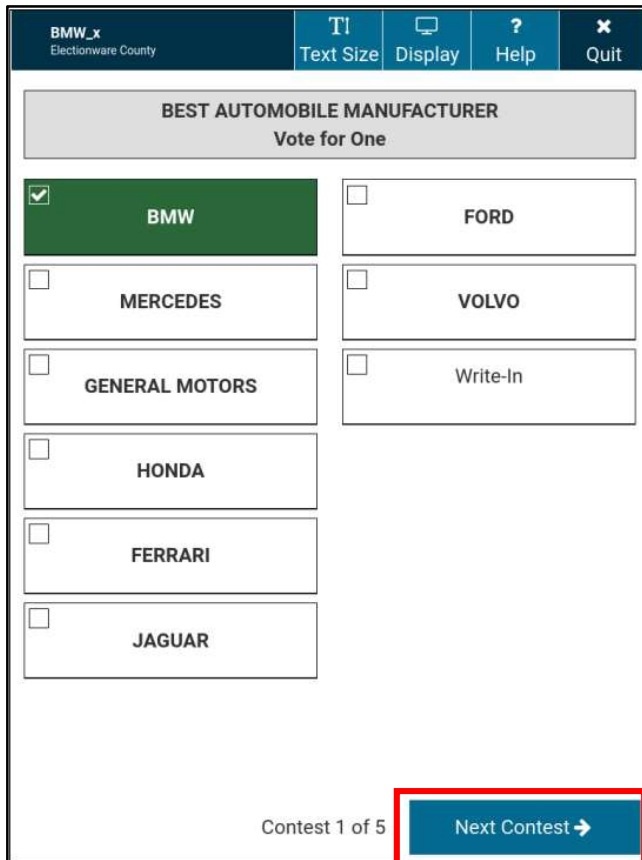 BMW_x
Electionware County
TI
Text Size
Display
?
Help
Quit
BEST AUTOMOBILE MANUFACTURER
Vote for One
BMW
MERCEDES
GENERAL MOTORS
HONDA
FERRARI
JAGUAR
FORD
VOLVO
Write-In
Contest 1 of 5
Next Contest